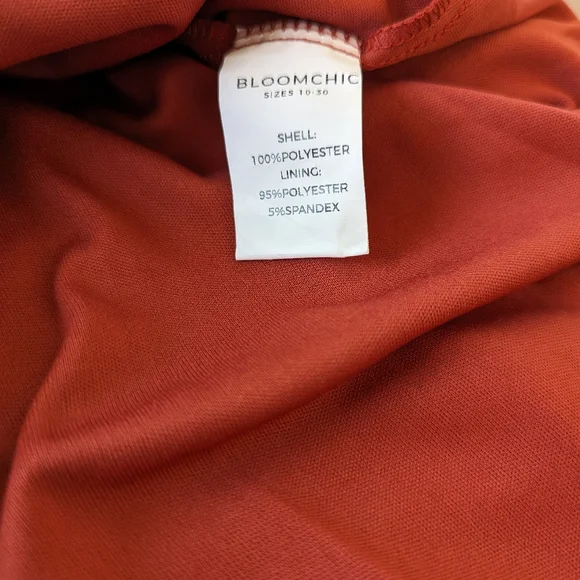 BLOOMCHIC
SIZES 10-30
SHELL:
100%POLYESTER
LINING:
95%POLYESTER
5%SPANDEX